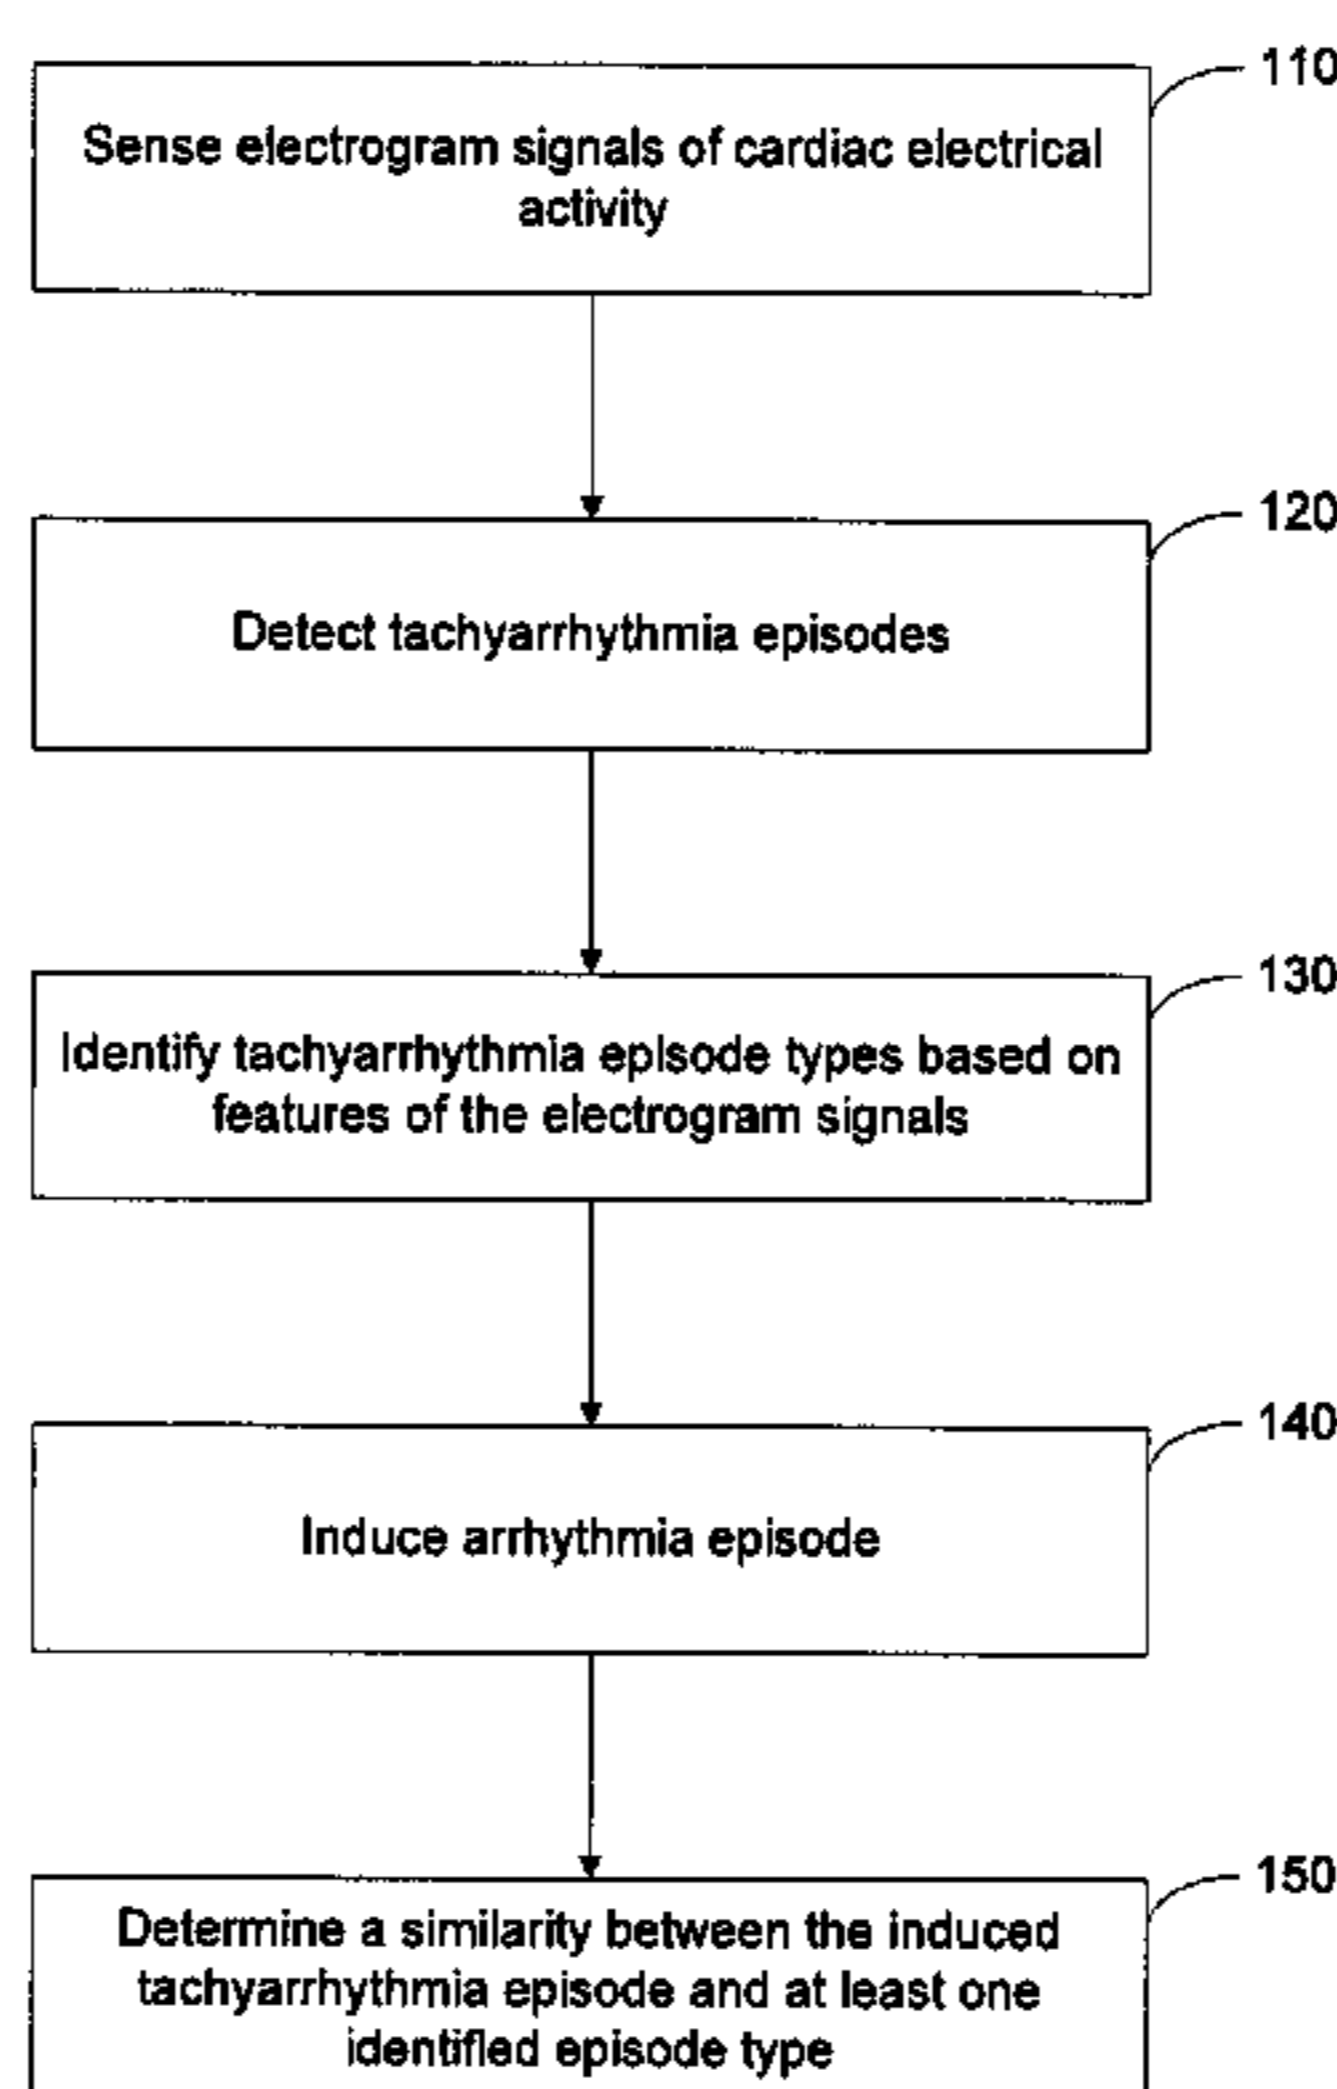 110
Sense electrogram signals of cardiac electrical
activity
120
Detect tachyarrhythmia episodes
130
Identify tachyarrhythmia episode types based on
features of the electrogram signals
140
Induce arrhythmia episode
150
Determine a similarity between the induced
tachyarrhythmia episode and at least one
identified episode type